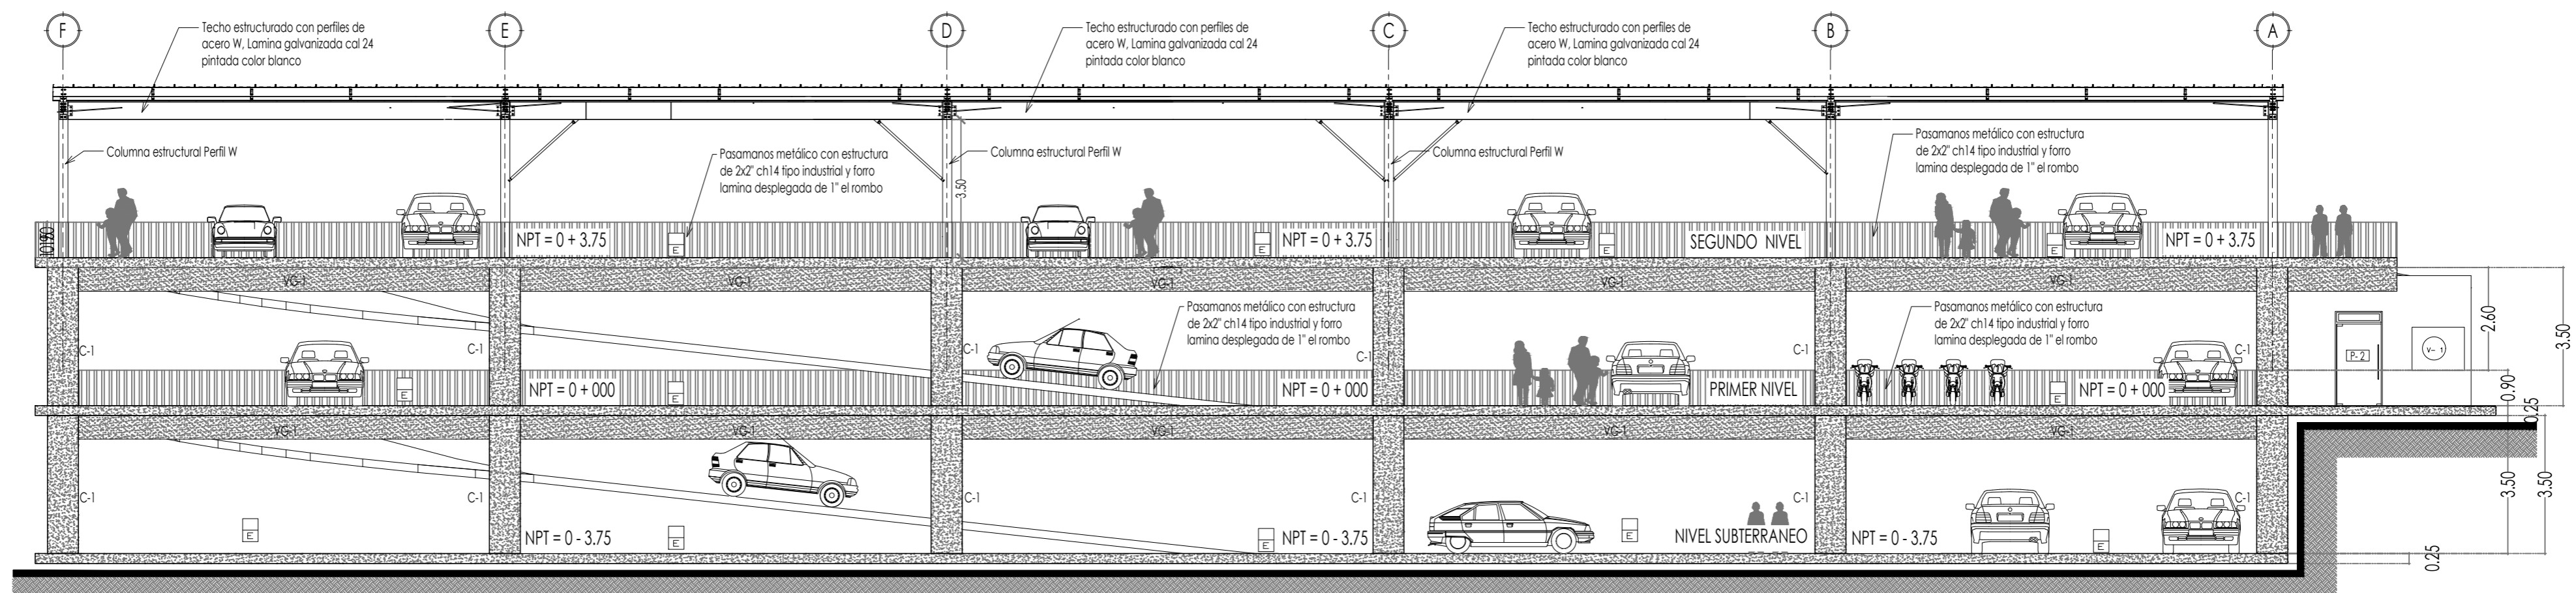 F
E
D
C
B
A
Techo estructurado con perfiles de
acero W, Lamina galvanizada cal 24
pintada color blanco
Techo estructurado con perfiles de
acero W, Lamina galvanizada cal 24
pintada color blanco
Techo estructurado con perfiles de
acero W, Lamina galvanizada cal 24
pintada color blanco
Columna estructural Perfil W
Pasamanos metálico con estructura
de 2x2" ch14 tipo industrial y forro
lamina desplegada de 1" el rombo
Columna estructural Perfil W
3.50
Columna estructural Perfil W
Pasamanos metálico con estructura
de 2x2" ch14 tipo industrial y forro
lamina desplegada de 1" el rombo
NPT = 0 + 3.75
E
E
NPT = 0 + 3.75
E
SEGUNDO NIVEL
E
NPT = 0 + 3.75
VG-1
VG-1
VG-1
VG-1
VG-1
Pasamanos metálico con estructura
de 2x2" ch14 tipo industrial y forro
lamina desplegada de 1" el rombo
Pasamanos metálico con estructura
de 2x2" ch14 tipo industrial y forro
lamina desplegada de 1" el rombo
C-1
C-1
C-1
C-1
C-1
C-1
P- 2
V- 1
2.60
3.50
E
NPT = 0 + 000
E
NPT = 0 + 000
PRIMER NIVEL
E
NPT = 0 + 000
0.90
0.25
VG-1
VG-1
VG-1
VG-1
VG-1
C-1
C-1
C-1
C-1
C-1
C-1
3.50
3.50
E
NPT = 0 - 3.75
E
E
NPT = 0 - 3.75
E
NIVEL SUBTERRANEO
NPT = 0 - 3.75
E
0.25